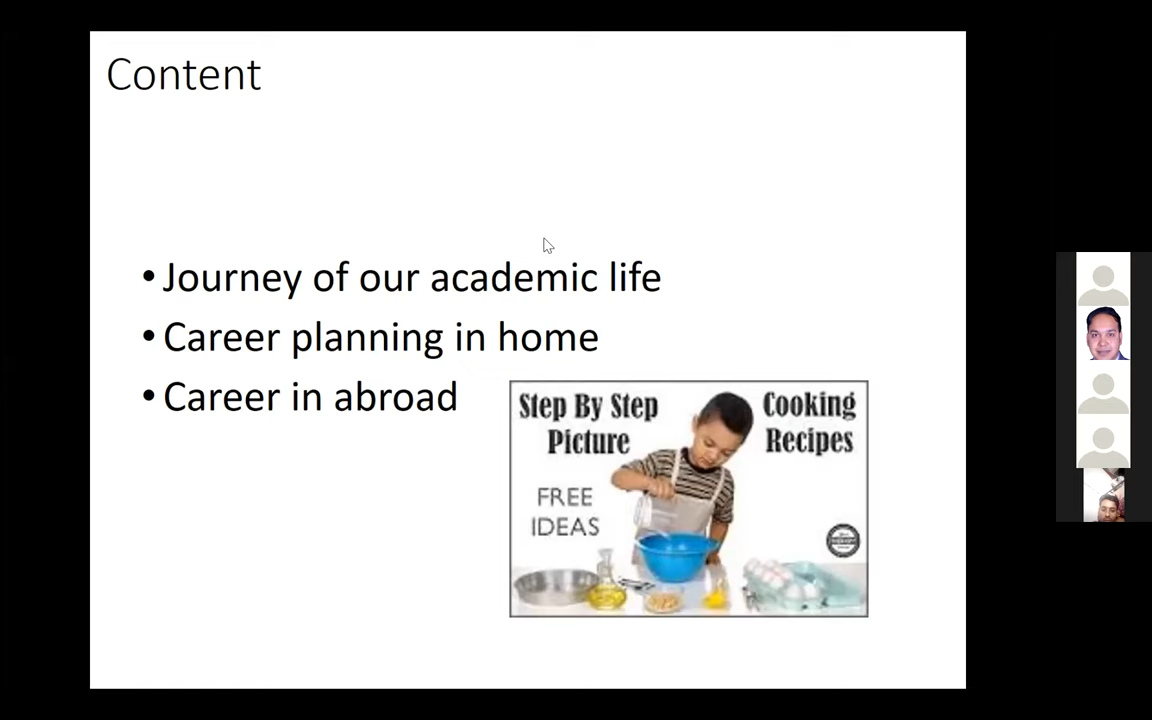 Content
• Journey of our academic life
• Career planning in home
• Career in abroad
Step By Step
Picture
Cooking
Recipes
FREE
IDEAS